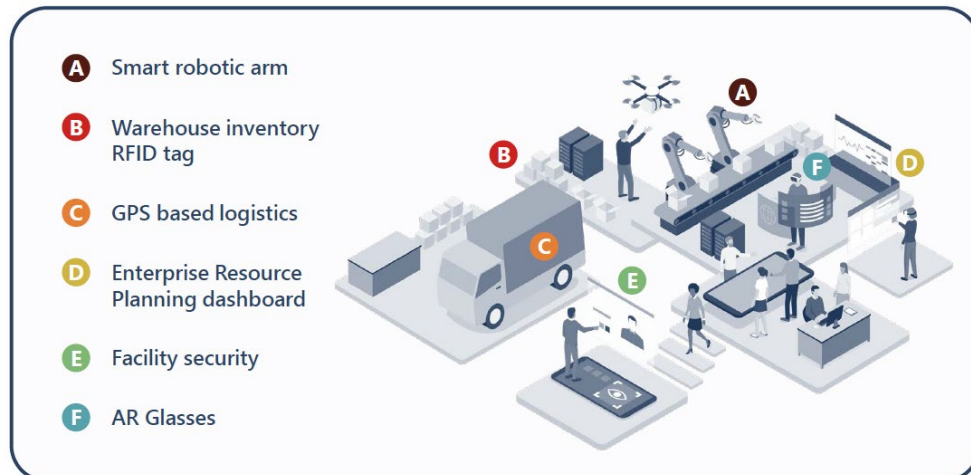 A Smart robotic arm
B Warehouse inventory
RFID tag
C GPS based logistics
D Enterprise Resource
Planning dashboard
E Facility security
F AR Glasses
A
B
F
D
C
E